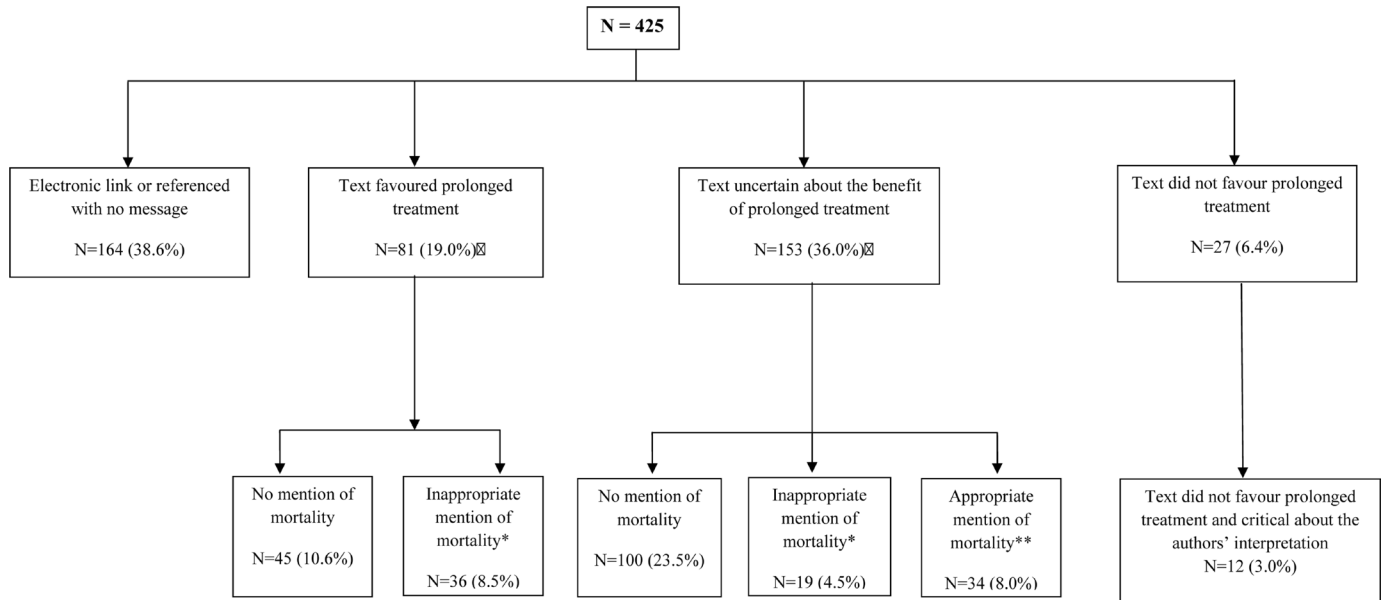 N = 425
Electronic link or referenced
with no message
N=164 (38.6%)
Text favoured prolonged
treatment
N=81 (19.0%)
Text uncertain about the benefit
of prolonged treatment
N=153 (36.0%)
Text did not favour prolonged
treatment
N=27 (6.4%)
No mention of
mortality
N=45 (10.6%)
Inappropriate
mention of
mortality*
N=36 (8.5%)
No mention of
mortality
N=100 (23.5%)
Inappropriate
mention of
mortality*
N=19 (4.5%)
Appropriate
mention of
mortality**
N=34 (8.0%)
Text did not favour prolonged
treatment and critical about the
authors’ interpretation
N=12 (3.0%)